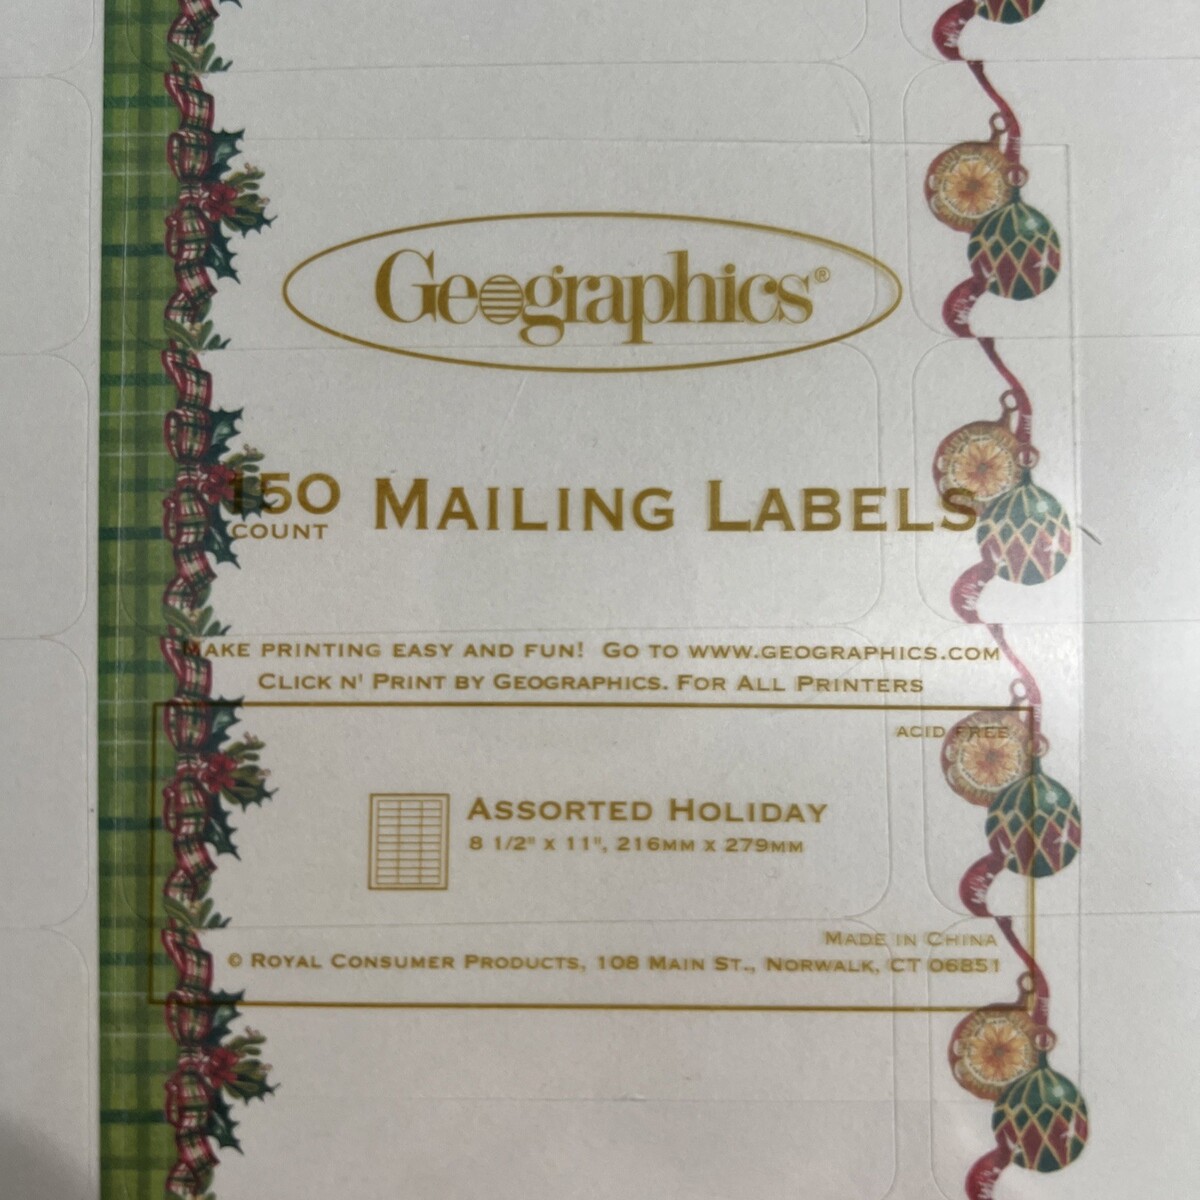 Geographics®
150 MAILING LABELS
COUNT
MAKE PRINTING EASY AND FUN! GO TO WWW.GEOGRAPHICS.COM
CLICK N' PRINT BY GEOGRAPHICS. FOR ALL PRINTERS
ACID FREE
ASSORTED HOLIDAY
8 1/2" X 11", 216MM X 279MM
MADE IN CHINA
© ROYAL CONSUMER PRODUCTS, 108 MAIN ST., NORWALK, CT 06851